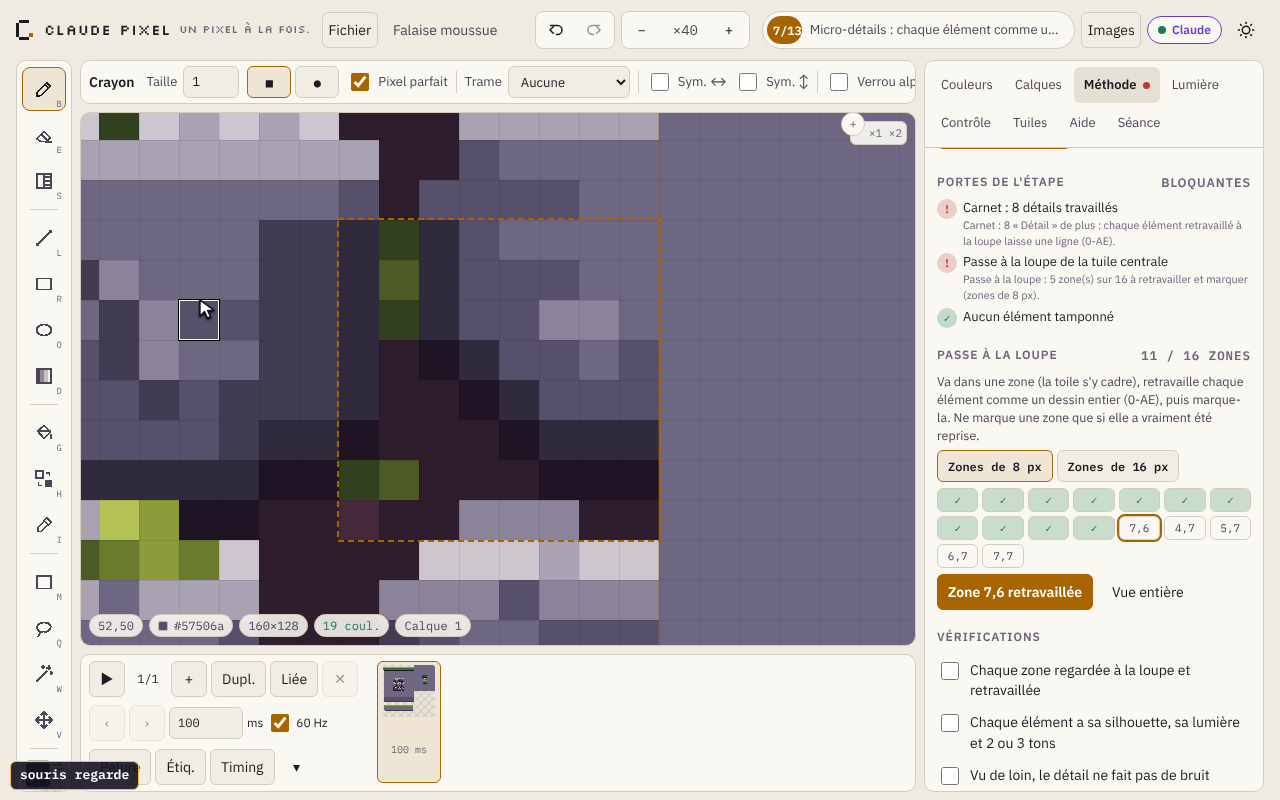 CLAUDE PIXEL
UN PIXEL À LA FOIS.
Fichier
Falaise moussue
− ×40 +
7/13 Micro-détails : chaque élément comme u…
Images
Claude
Crayon Taille 1
Pixel parfait
Trame Aucune
Sym. ↔
Sym. ↕
Verrou alp
B
E
S
L
R
O
D
G
H
I
M
Q
W
V
+
×1 ×2
52,50
#57506a
160×128
19 coul.
Calque 1
Couleurs
Calques
Méthode
Lumière
Contrôle
Tuiles
Aide
Séance
PORTES DE L'ÉTAPE
BLOQUANTES
! Carnet : 8 détails travaillés
Carnet : 8 « Détail » de plus : chaque élément retravaillé à
la loupe laisse une ligne (0-AE).
! Passe à la loupe de la tuile centrale
Passe à la loupe : 5 zone(s) sur 16 à retravailler et marquer
(zones de 8 px).
✓ Aucun élément tamponné
PASSE À LA LOUPE
11 / 16 ZONES
Va dans une zone (la toile s'y cadre), retravaille chaque
élément comme un dessin entier (0-AE), puis marque-
la. Ne marque une zone que si elle a vraiment été
reprise.
Zones de 8 px
Zones de 16 px
✓ ✓ ✓ ✓ ✓ ✓ ✓
✓ ✓ ✓ ✓ 7,6 4,7 5,7
6,7 7,7
Zone 7,6 retravaillée
Vue entière
VÉRIFICATIONS
Chaque zone regardée à la loupe et
retravaillée
Chaque élément a sa silhouette, sa lumière
et 2 ou 3 tons
Vu de loin, le détail ne fait pas de bruit
▶ 1/1 + Dupl. Liée ✕
‹ › 100 ms 60 Hz
Étiq.
Timing
▼
100 ms
souris regarde